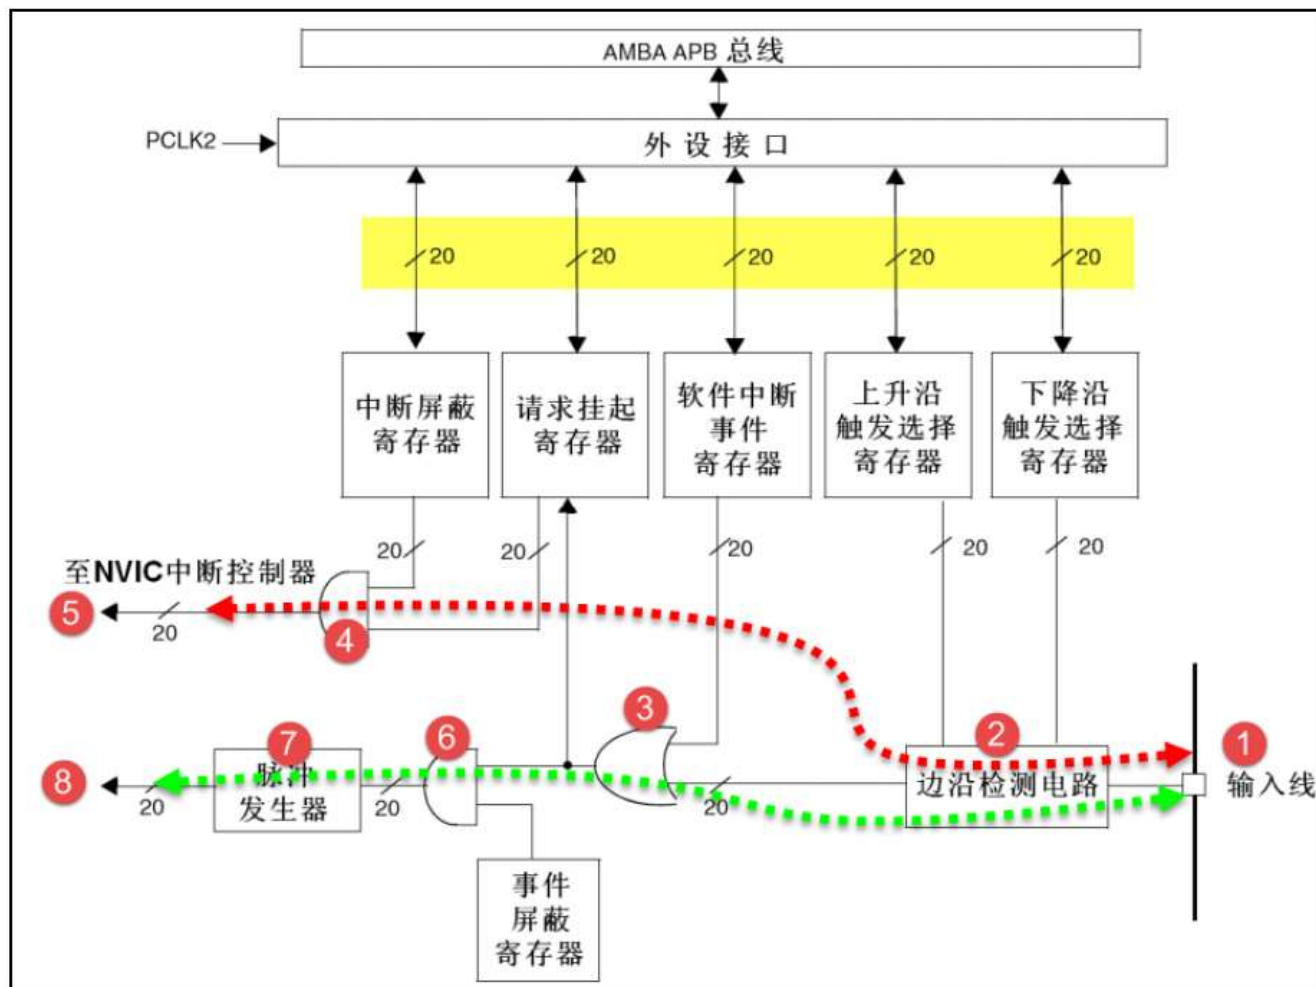 AMBA APB 总线
PCLK2
外设接口
20
20
20
20
20
中断屏蔽
寄存器
请求挂起
寄存器
软件中断
事件
寄存器
上升沿
触发选择
寄存器
下降沿
触发选择
寄存器
20
20
20
20
20
至NVIC中断控制器
5
20
4
3
7
6
2
1
8
20
脉冲
发生器
20
20
边沿检测电路
输入线
事件
屏蔽
寄存器